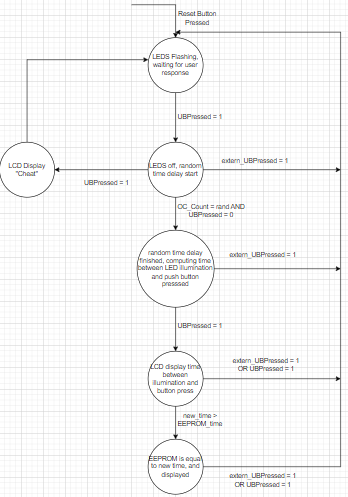 Reset Button
Pressed
LEDS Flashing,
waiting for user
response
UBPressed = 1
LCD Display
"Cheat"
UBPressed = 1
LEDS off, random
time delay start
extern_UBPressed = 1
OC_Count = rand AND
UBPressed = 0
random time delay
finished, computing time
between LED Illumination
and push button
presssed
extern_UBPressed = 1
UBPressed = 1
LCD display time
between
illumination and
button press
extern_UBPressed = 1
OR UBPressed = 1
new_time >
EEPROM_time
EEPROM is equal
to new time, and
displayed
extern_UBPressed = 1
OR UBPressed = 1